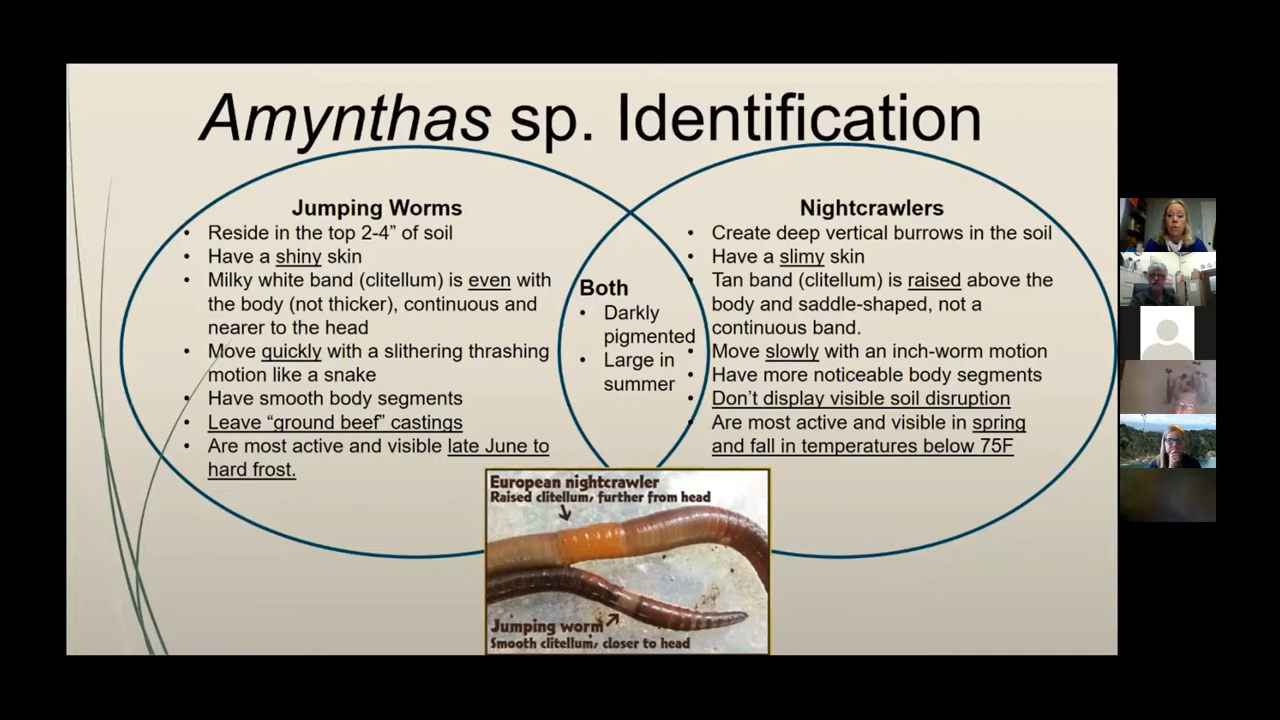 Amynthas sp. Identification
Jumping Worms
• Reside in the top 2-4” of soil
• Have a shiny skin
• Milky white band (clitellum) is even with
the body (not thicker), continuous and
nearer to the head
• Move quickly with a slithering thrashing
motion like a snake
• Have smooth body segments
• Leave “ground beef” castings
• Are most active and visible late June to
hard frost.
Both
• Darkly
pigmented
• Large in
summer
Nightcrawlers
• Create deep vertical burrows in the soil
• Have a slimy skin
• Tan band (clitellum) is raised above the
body and saddle-shaped, not a
continuous band.
• Move slowly with an inch-worm motion
• Have more noticeable body segments
• Don’t display visible soil disruption
• Are most active and visible in spring
and fall in temperatures below 75F
European nightcrawler
Raised clitellum, further from head
Jumping worm
Smooth clitellum, closer to head